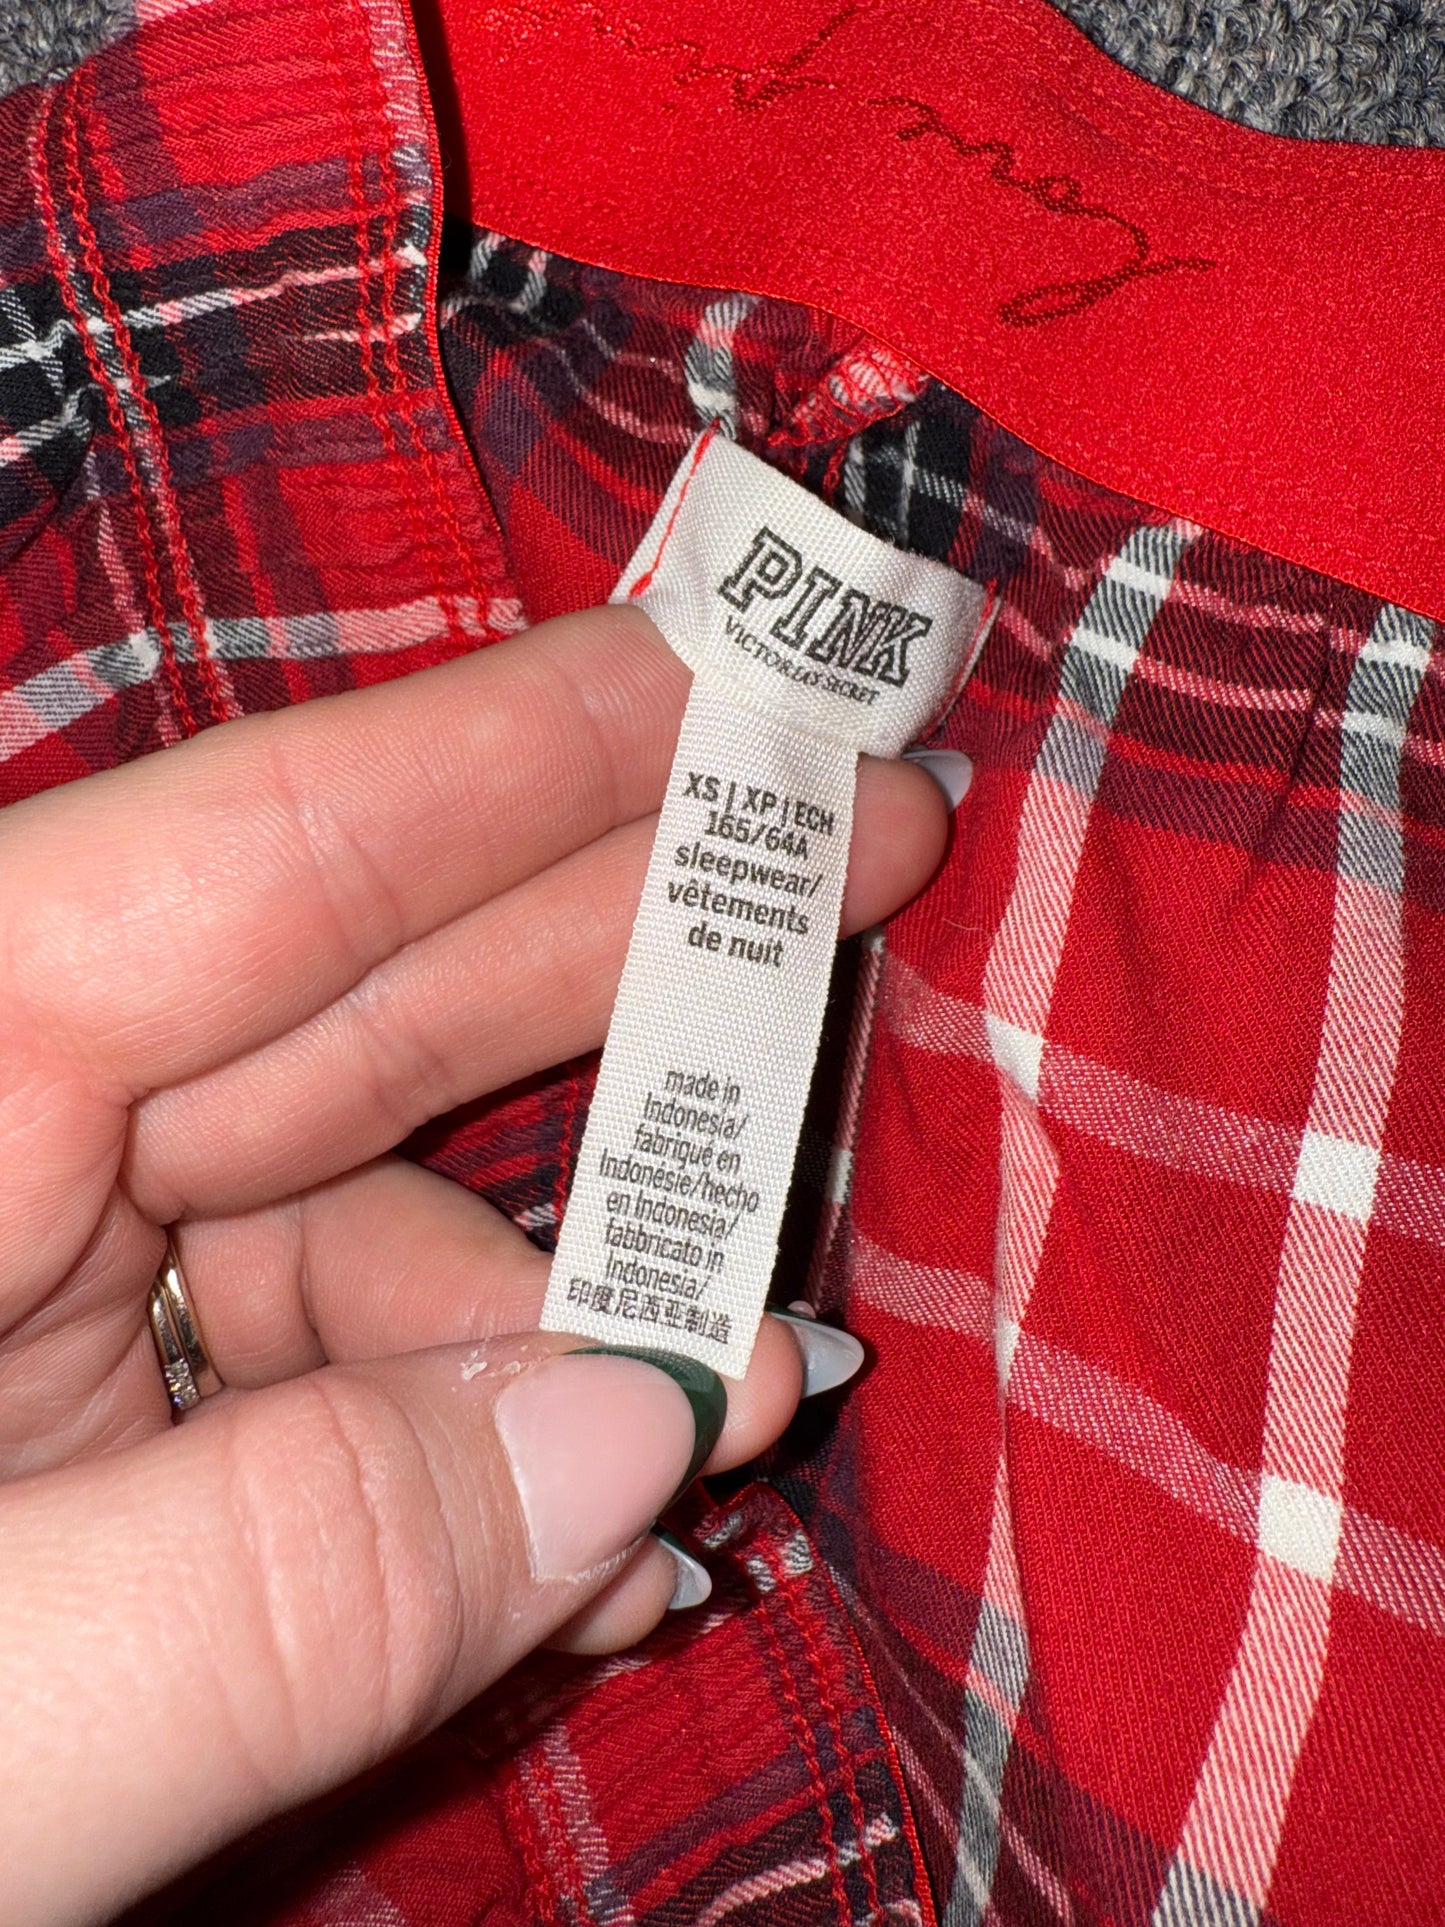 PINK
VICTORIA'S SECRET
XS | XP | ECH
165/64A
sleepwear/
vêtements
de nuit
made in
Indonesia/
fabriqué en
Indonésie/hecho
en Indonesia/
fabbricato in
Indonesia/
印度尼西亚制造